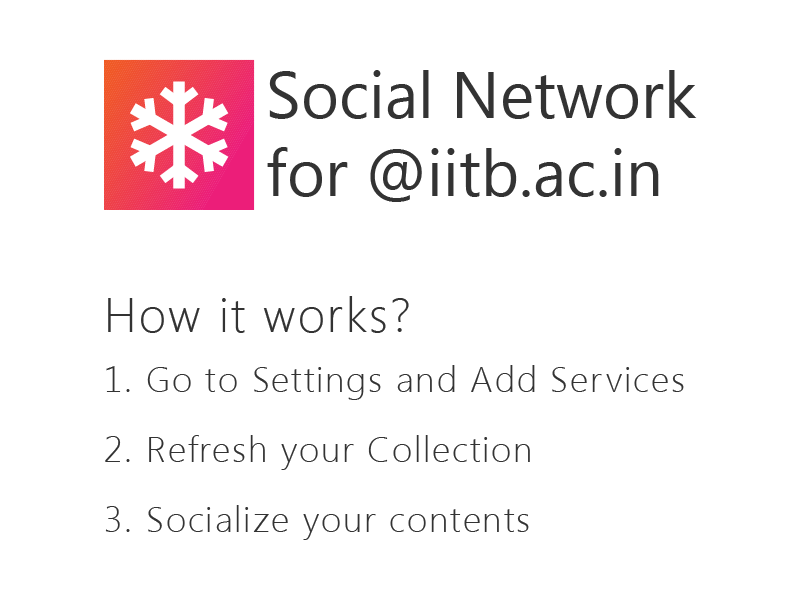 Social Network
for @iitb.ac.in
How it works?
1. Go to Settings and Add Services
2. Refresh your Collection
3. Socialize your contents